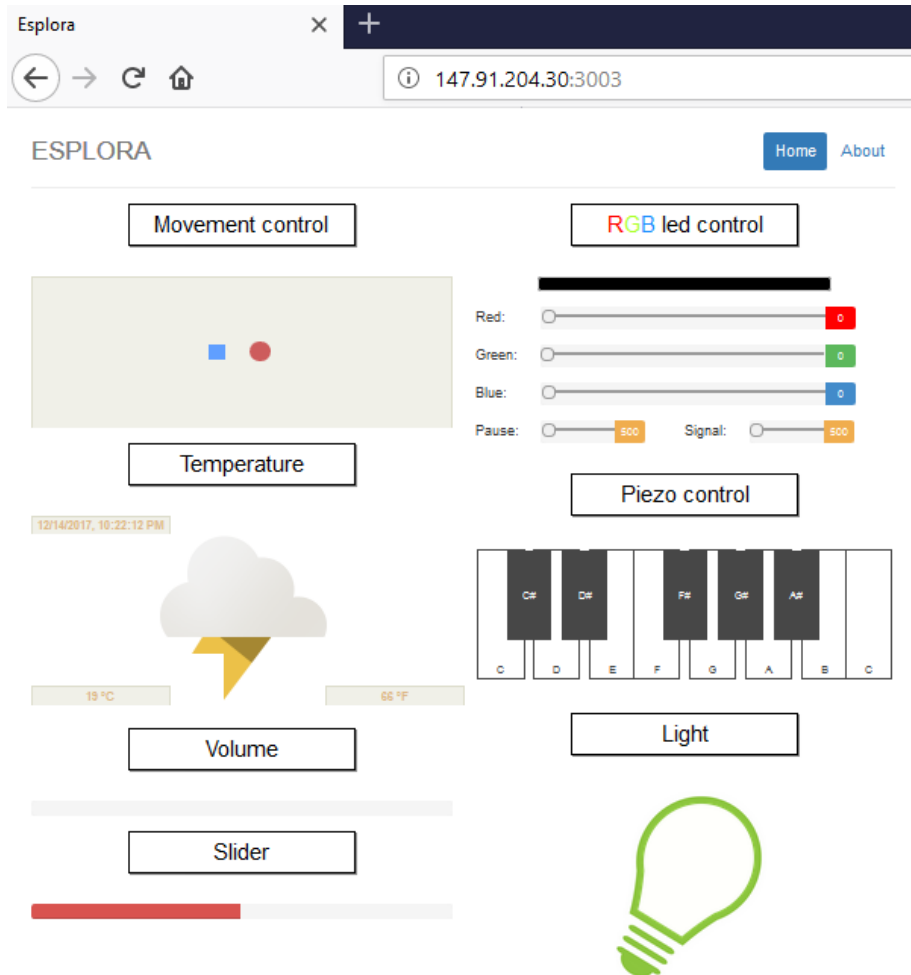 Esplora
147.91.204.30:3003
ESPLORA
Home About
Movement control
Temperature
12/14/2017, 10:22:12 PM
19 ºC 66 ºF
Volume
Slider
RGB led control
Red: 0
Green: 0
Blue: 0
Pause: 500 Signal: 500
Piezo control
C# D# F# G# A#
C D E F G A B C
Light